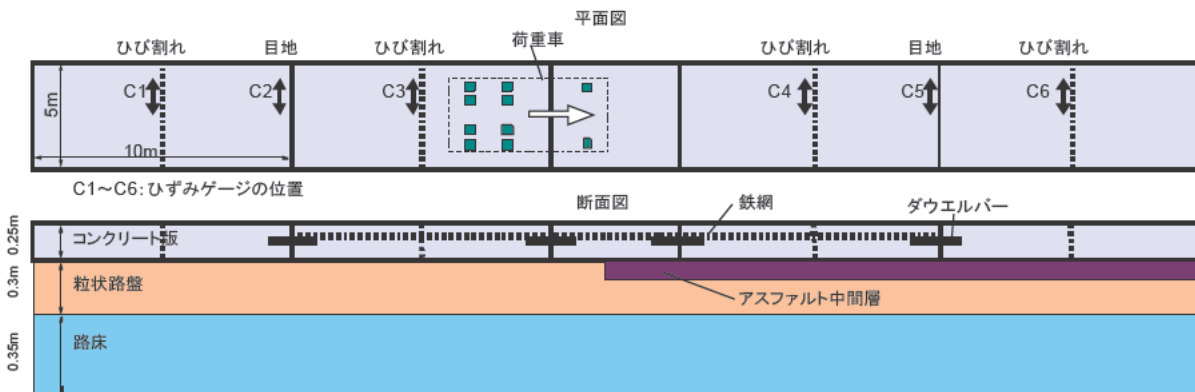 平面図
ひび割れ 目地 ひび割れ 荷重車 ひび割れ 目地 ひび割れ
C1 C2 C3 C4 C5 C6
5m
10m
C1～C6：ひずみゲージの位置
断面図 鉄網 ダウエルバー
0.25m コンクリート版
0.3m 粒状路盤
アスファルト中間層
0.35m 路床